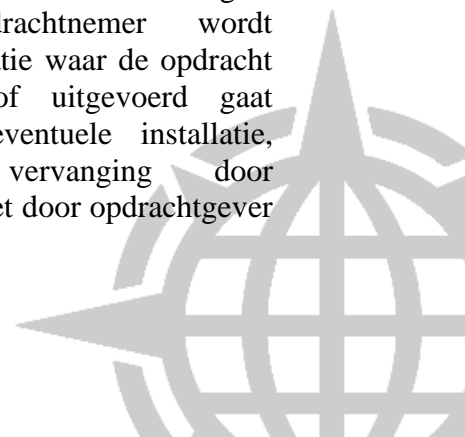 drachtnemer wordt
tie waar de opdracht
of uitgevoerd gaat
eventuele installatie,
vervanging door
et door opdrachtgever